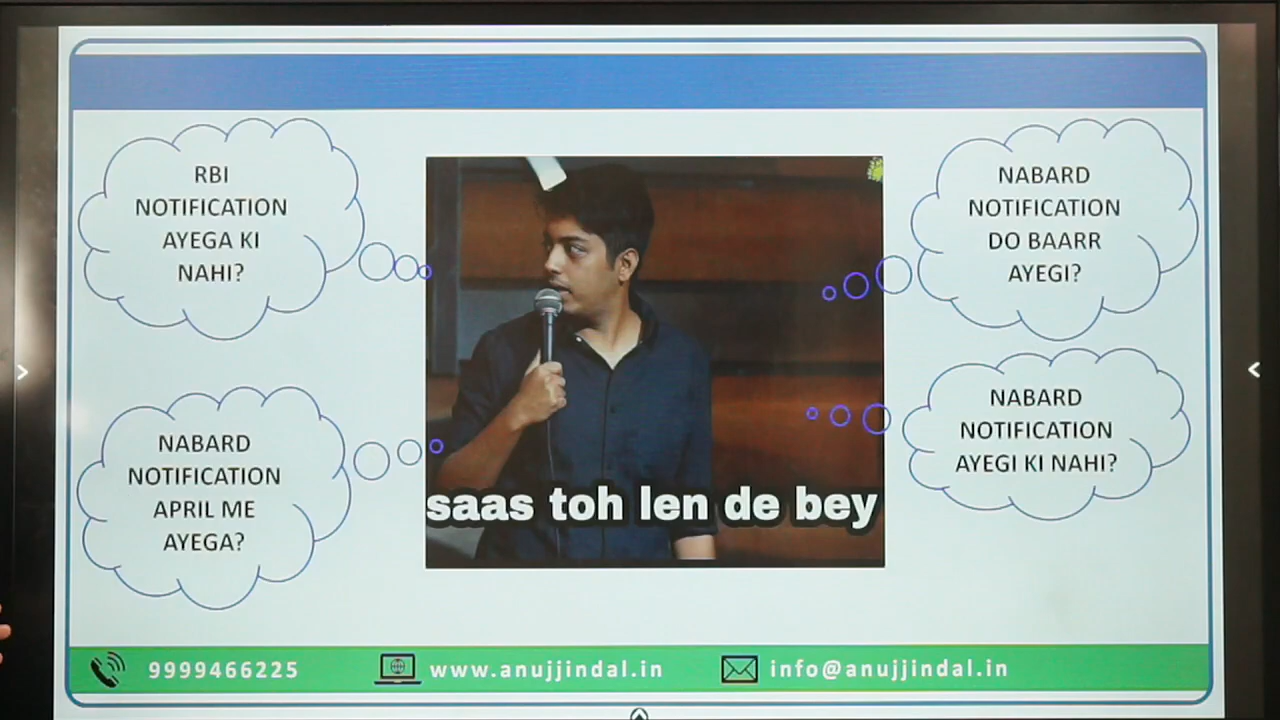 RBI
NOTIFICATION
AYEGA KI
NAHI?
NABARD
NOTIFICATION
DO BAARR
AYEGI?
NABARD
NOTIFICATION
APRIL ME
AYEGA?
NABARD
NOTIFICATION
AYEGI KI NAHI?
saas toh len de bey
9999466225
www.anujjindal.in
info@anujjindal.in